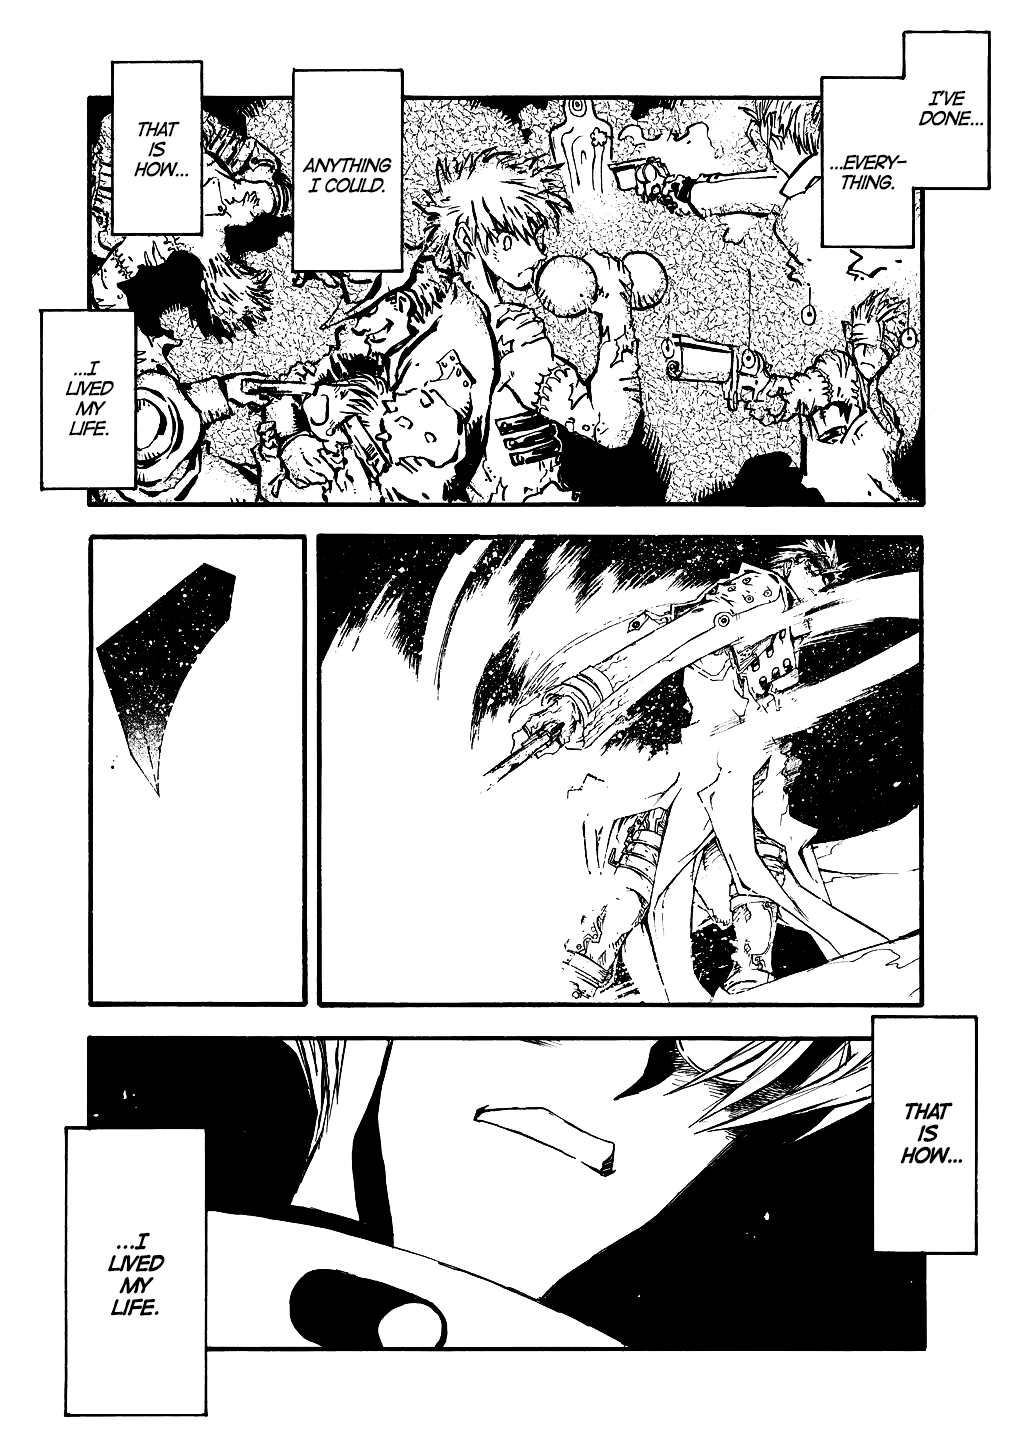 I'VE
DONE...
...EVERY-
THING.
ANYTHING
I COULD.
THAT
IS
HOW...
...I
LIVED
MY
LIFE.
THAT
IS
HOW...
...I
LIVED
MY
LIFE.